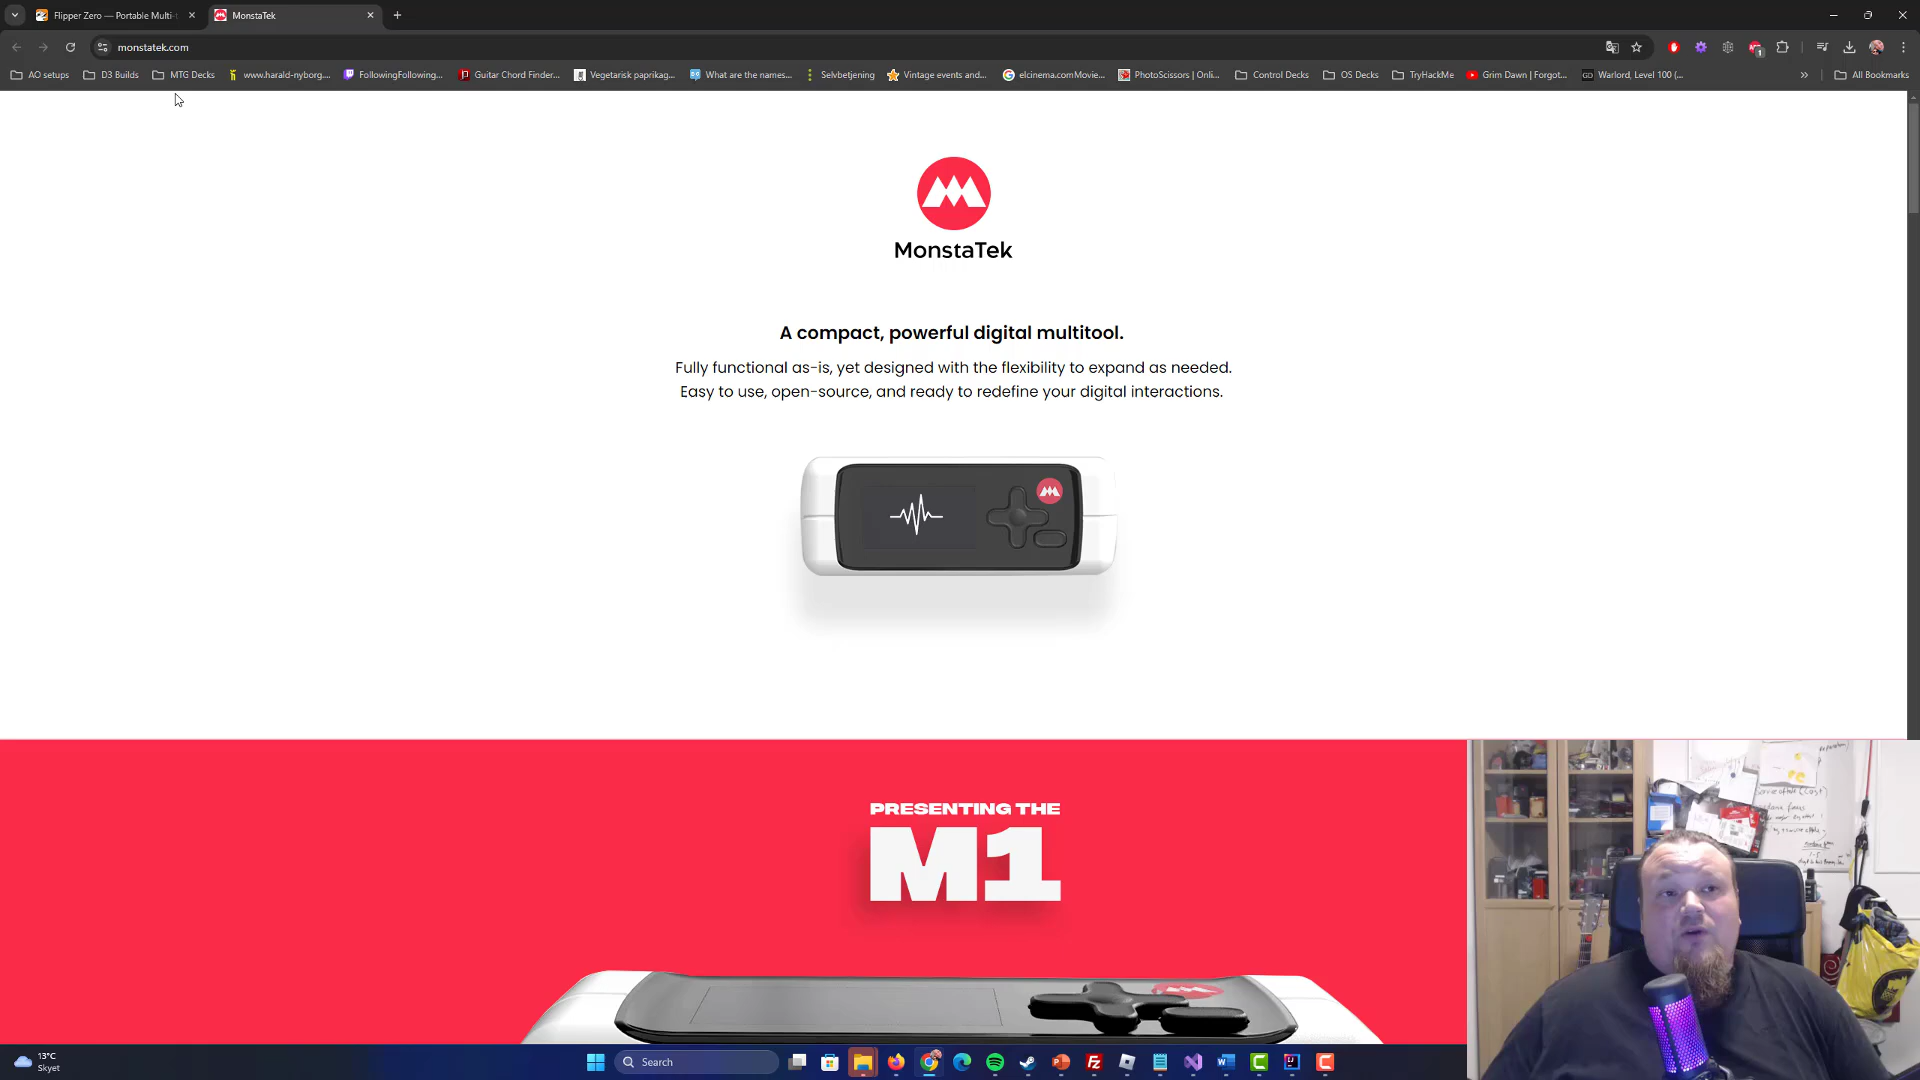 Flipper Zero — Portable Multi-t
MonstaTek
monstatek.com
AO setups
D3 Builds
MTG Decks
www.harald-nyborg....
FollowingFollowing...
Guitar Chord Finder...
Vegetarisk paprikag...
What are the names...
Selvbetjening
Vintage events and...
elcinema.comMovie...
PhotoScissors | Onli...
Control Decks
OS Decks
TryHackMe
Grim Dawn | Forgot...
GD
Warlord, Level 100 (...
»
All Bookmarks
MonstaTek
A compact, powerful digital multitool.
Fully functional as-is, yet designed with the flexibility to expand as needed.
Easy to use, open-source, and ready to redefine your digital interactions.
PRESENTING THE
M1
13°C
Skyet
Search